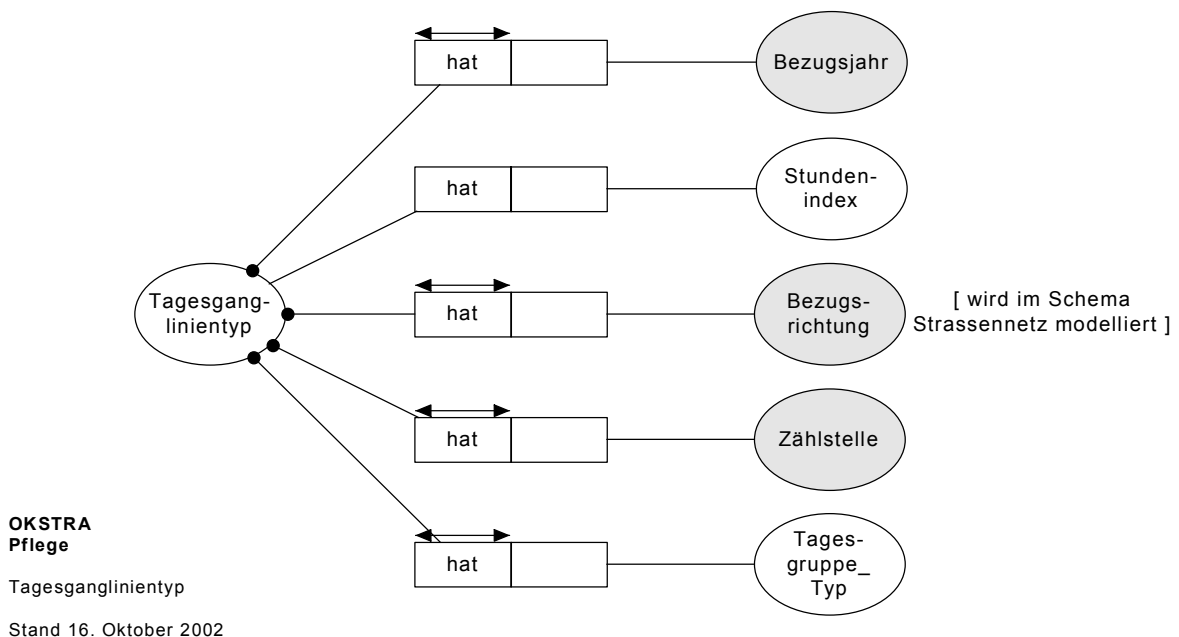 hat
Bezugsjahr
hat
Stunden-
index
Tagesgang-
linientyp
hat
Bezugs-
richtung
[ wird im Schema
Strassennetz modelliert ]
hat
Zählstelle
hat
Tages-
gruppe_
Typ
OKSTRA
Pflege
Tagesganglinientyp
Stand 16. Oktober 2002